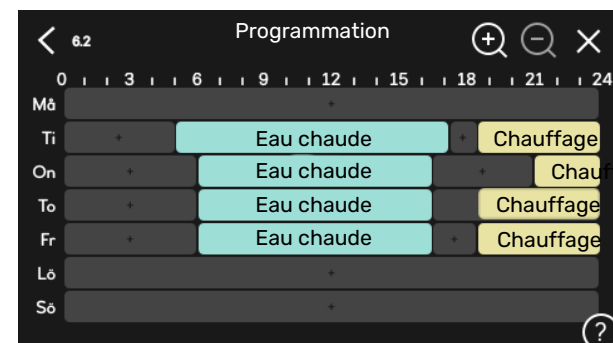 6.2 Programmation
0 3 6 9 12 15 18 21 24
Må +
Ti + Eau chaude + Chauffage
On + Eau chaude + Chauf
To + Eau chaude Chauffage
Fr + Eau chaude + Chauffage
Lö +
Sö +
?